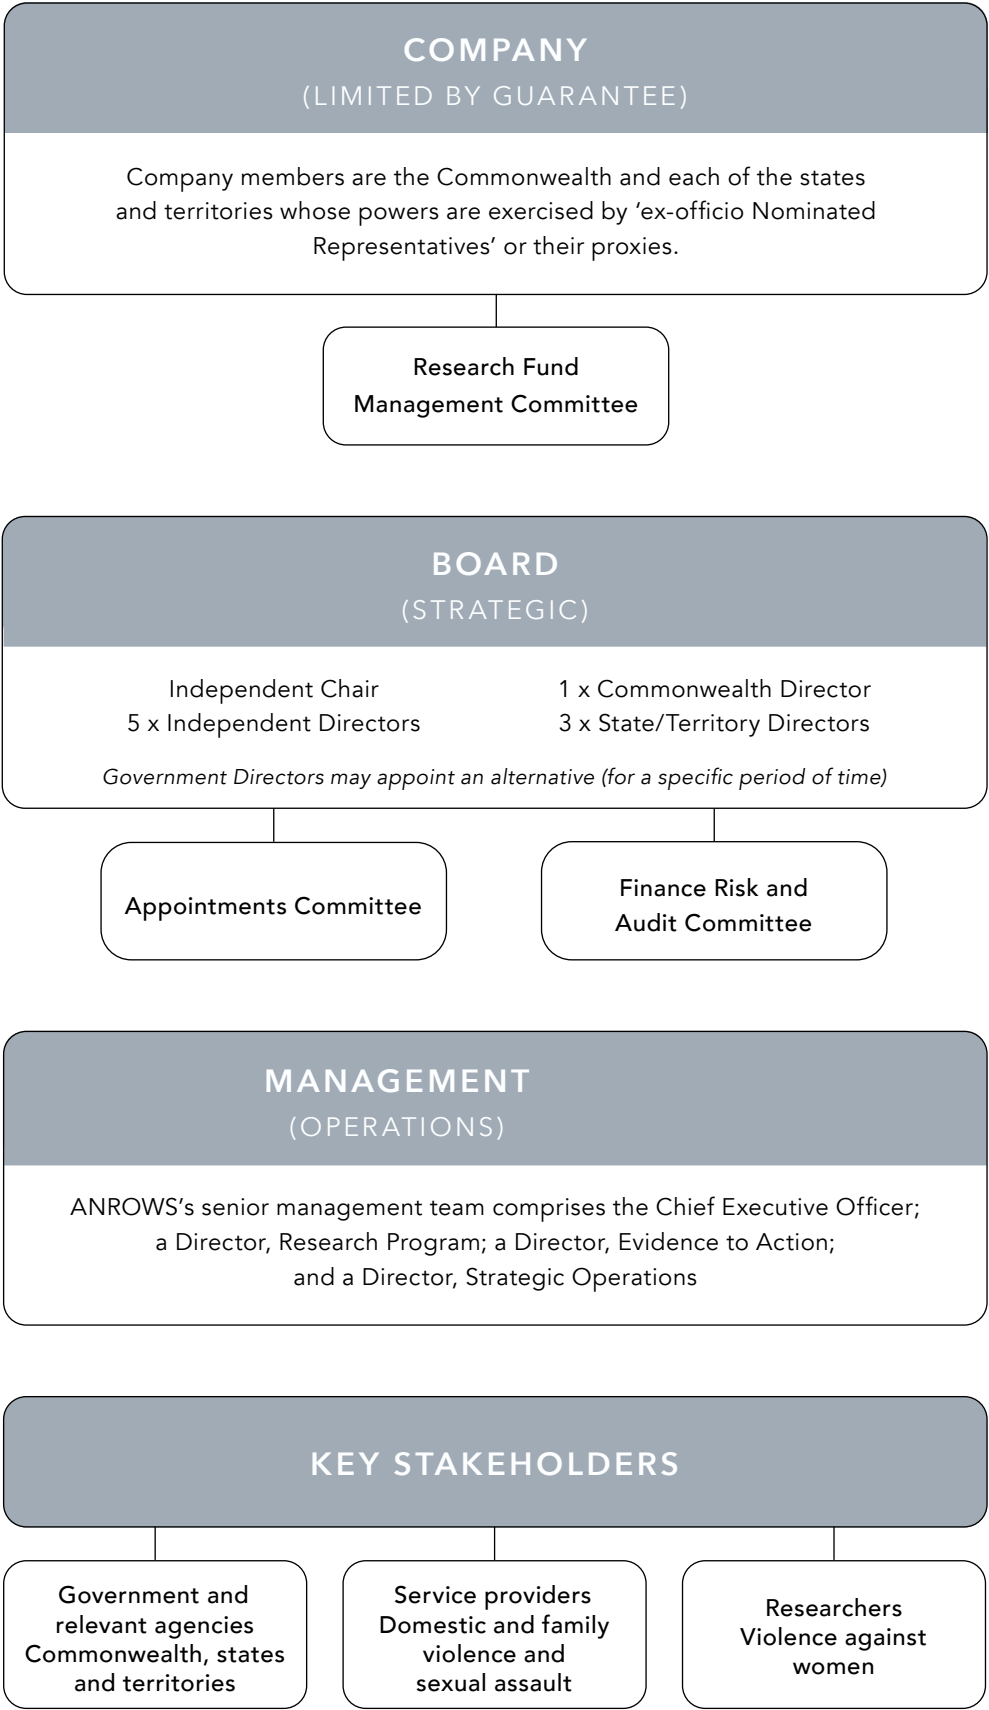 COMPANY
(LIMITED BY GUARANTEE)
Company members are the Commonwealth and each of the states
and territories whose powers are exercised by ‘ex-officio Nominated
Representatives’ or their proxies.
Research Fund
Management Committee
BOARD
(STRATEGIC)
Independent Chair
5 x Independent Directors
1 x Commonwealth Director
3 x State/Territory Directors
Government Directors may appoint an alternative (for a specific period of time)
Appointments Committee
Finance Risk and
Audit Committee
MANAGEMENT
(OPERATIONS)
ANROWS’s senior management team comprises the Chief Executive Officer;
a Director, Research Program; a Director, Evidence to Action;
and a Director, Strategic Operations
KEY STAKEHOLDERS
Government and
relevant agencies
Commonwealth, states
and territories
Service providers
Domestic and family
violence and
sexual assault
Researchers
Violence against
women